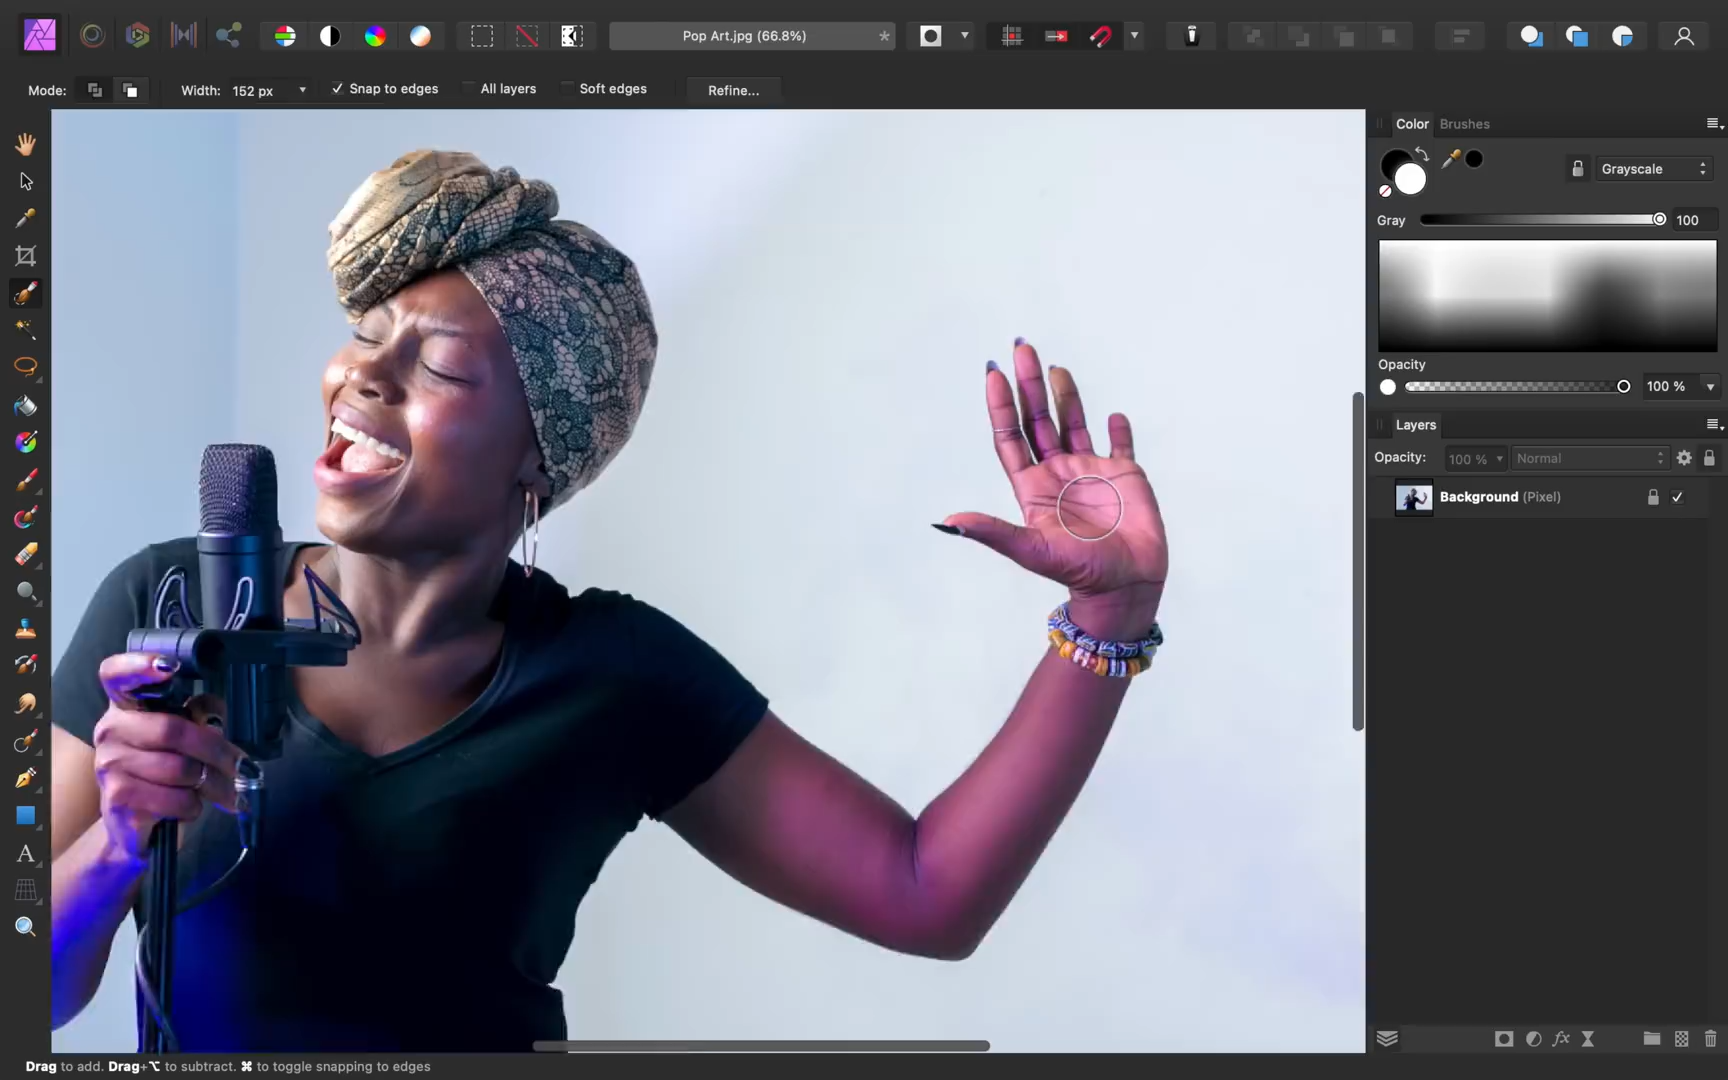 Pop Art.jpg (66.8%)
*
Mode: Width: 152 px Snap to edges All layers Soft edges Refine...
Color Brushes
Grayscale
Gray 100
Opacity
100 %
Layers
Opacity: 100 % Normal
Background (Pixel)
A
fx
Drag to add. Drag+⌥ to subtract. ⌘ to toggle snapping to edges